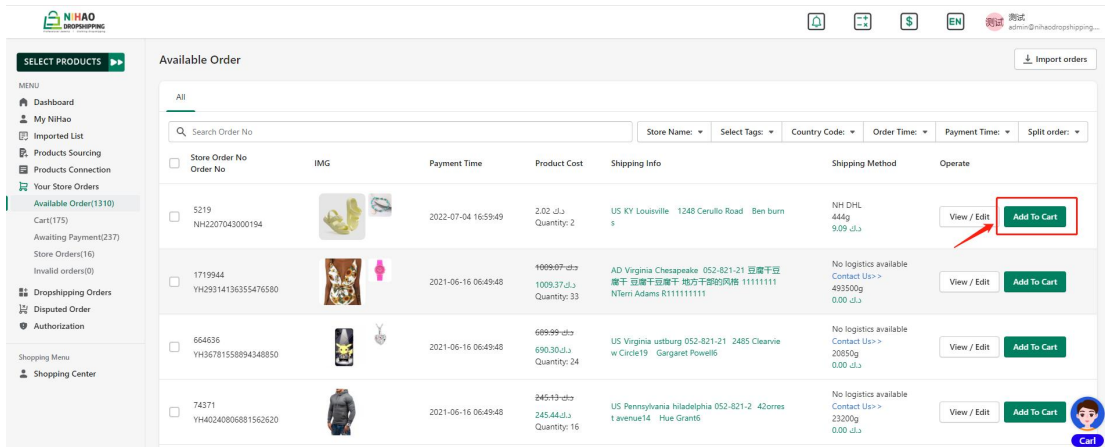 NIHAO
DROPSHIPPING
EN
测试
测试
admin@nihaodropshipping...
SELECT PRODUCTS
Available Order
Import orders
MENU
Dashboard
My NiHao
Imported List
Products Sourcing
Products Connection
Your Store Orders
Available Order(1310)
Cart(175)
Awaiting Payment(237)
Store Orders(16)
Invalid orders(0)
Dropshipping Orders
Disputed Order
Authorization
Shopping Menu
Shopping Center
All
Search Order No
Store Name:
Select Tags:
Country Code:
Order Time:
Payment Time:
Split order:
Store Order No
Order No
IMG
Payment Time
Product Cost
Shipping Info
Shipping Method
Operate
5219
NH2207043000194
2022-07-04 16:59:49
2.02 د.ك
Quantity: 2
US KY Louisville 1248 Cerullo Road Ben burn
s
NH DHL
444g
9.09 د.ك
View / Edit
Add To Cart
1719944
YH29314136355476580
2021-06-16 06:49:48
1009.07 د.ك
1009.37 د.ك
Quantity: 33
AD Virginia Chesapeake 052-821-21 豆腐干豆
腐干 豆腐干豆腐干 地方干部的风格 11111111
NTerri Adams R111111111
No logistics available
Contact Us>>
493500g
0.00 د.ك
View / Edit
Add To Cart
664636
YH36781558894348850
2021-06-16 06:49:48
689.99 د.ك
690.30 د.ك
Quantity: 24
US Virginia ustburg 052-821-21 2485 Clearvie
w Circle19 Gargaret Powell6
No logistics available
Contact Us>>
20850g
0.00 د.ك
View / Edit
Add To Cart
74371
YH40240806881562620
2021-06-16 06:49:48
245.13 د.ك
245.44 د.ك
Quantity: 16
US Pennsylvania hiladelphia 052-821-2 42orres
t avenue14 Hue Grant6
No logistics available
Contact Us>>
23200g
0.00 د.ك
View / Edit
Add To Cart
Carl